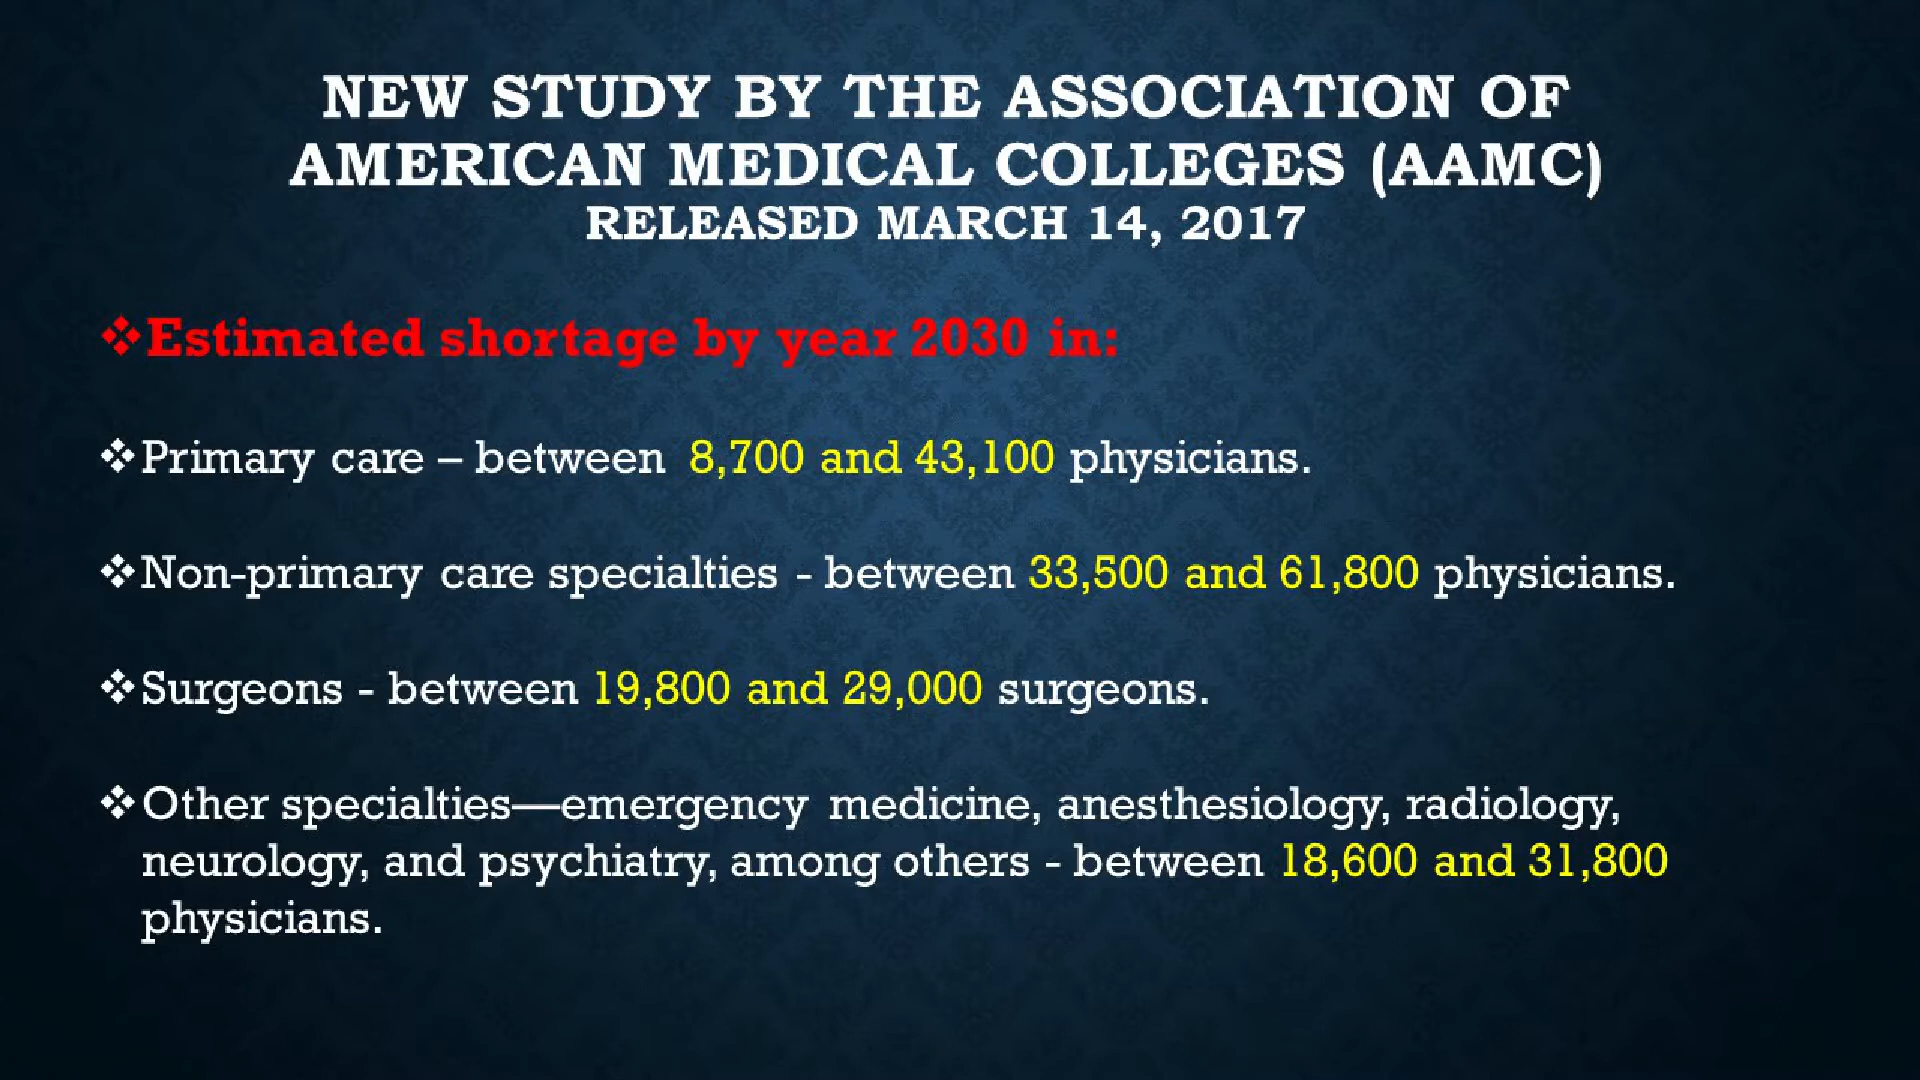 NEW STUDY BY THE ASSOCIATION OF
AMERICAN MEDICAL COLLEGES (AAMC)
RELEASED MARCH 14, 2017
❖Estimated shortage by year 2030 in:
❖Primary care – between 8,700 and 43,100 physicians.
❖Non-primary care specialties - between 33,500 and 61,800 physicians.
❖Surgeons - between 19,800 and 29,000 surgeons.
❖Other specialties—emergency medicine, anesthesiology, radiology,
neurology, and psychiatry, among others - between 18,600 and 31,800
physicians.